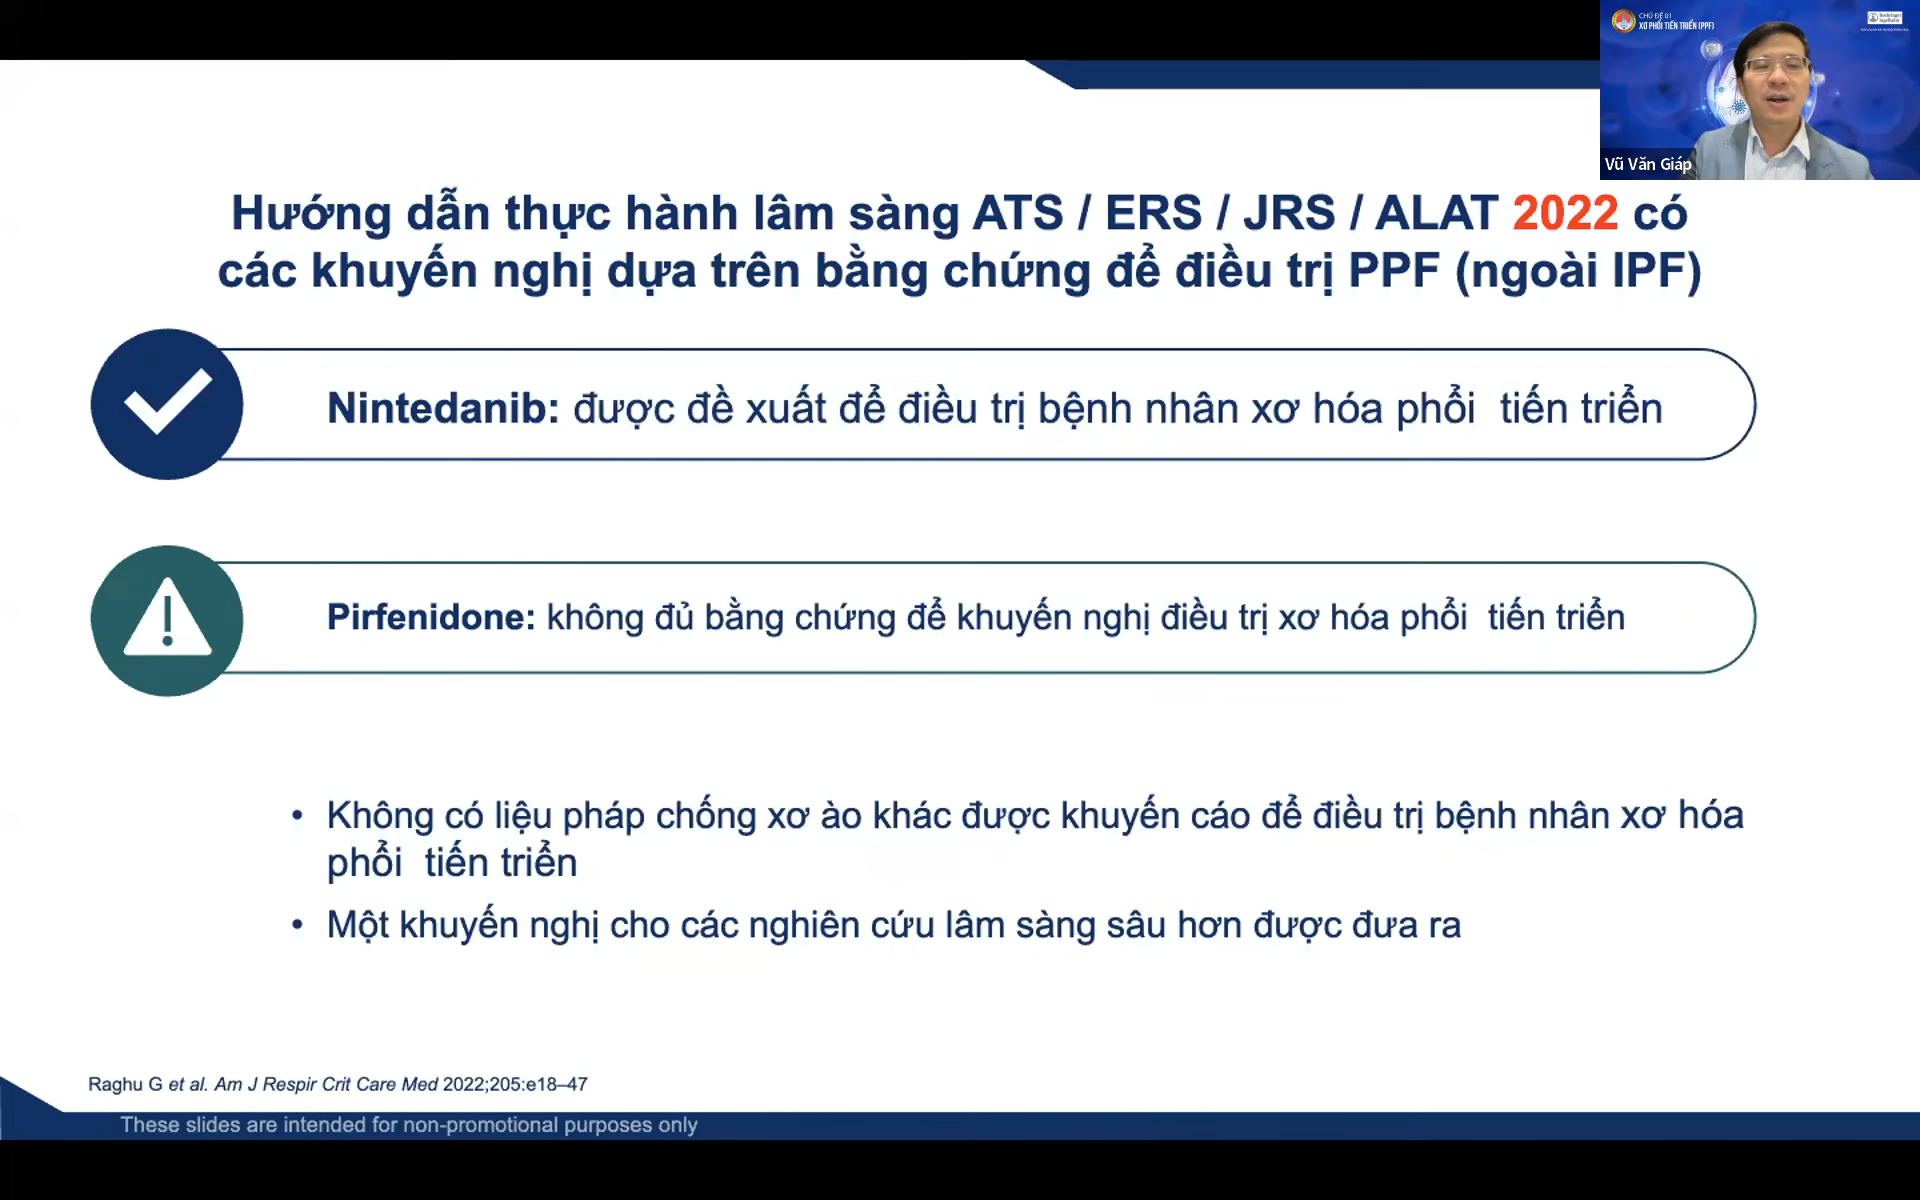 CHỦ ĐỀ 01
XƠ PHỔI TIẾN TRIỂN (PPF)
Boehringer
Ingelheim
Vũ Văn Giáp
Hướng dẫn thực hành lâm sàng ATS / ERS / JRS / ALAT 2022 có
các khuyến nghị dựa trên bằng chứng để điều trị PPF (ngoài IPF)
Nintedanib: được đề xuất để điều trị bệnh nhân xơ hóa phổi  tiến triển
Pirfenidone: không đủ bằng chứng để khuyến nghị điều trị xơ hóa phổi  tiến triển
• Không có liệu pháp chống xơ ào khác được khuyến cáo để điều trị bệnh nhân xơ hóa
phổi  tiến triển
• Một khuyến nghị cho các nghiên cứu lâm sàng sâu hơn được đưa ra
Raghu G et al. Am J Respir Crit Care Med 2022;205:e18–47
These slides are intended for non-promotional purposes only